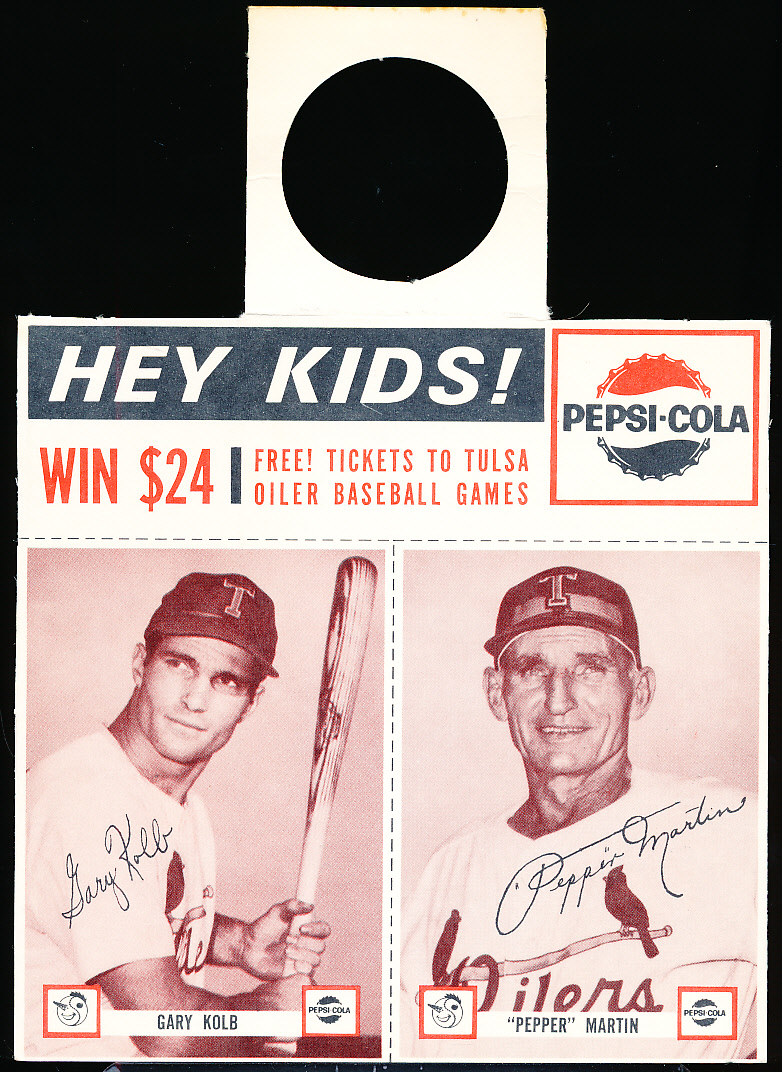 HEY KIDS!
PEPSI-COLA
WIN $24
FREE! TICKETS TO TULSA
OILER BASEBALL GAMES
T
T
Gary Kolb
"Pepper" Martin
Oilers
GARY KOLB
PEPSI-COLA
"PEPPER" MARTIN
PEPSI-COLA